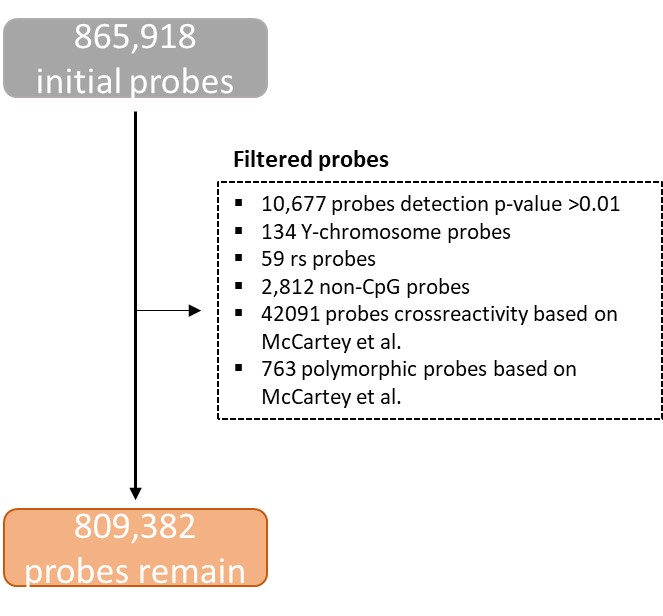 865,918
initial probes
Filtered probes
▪ 10,677 probes detection p-value >0.01
▪ 134 Y-chromosome probes
▪ 59 rs probes
▪ 2,812 non-CpG probes
▪ 42091 probes crossreactivity based on
McCartey et al.
▪ 763 polymorphic probes based on
McCartey et al.
809,382
probes remain